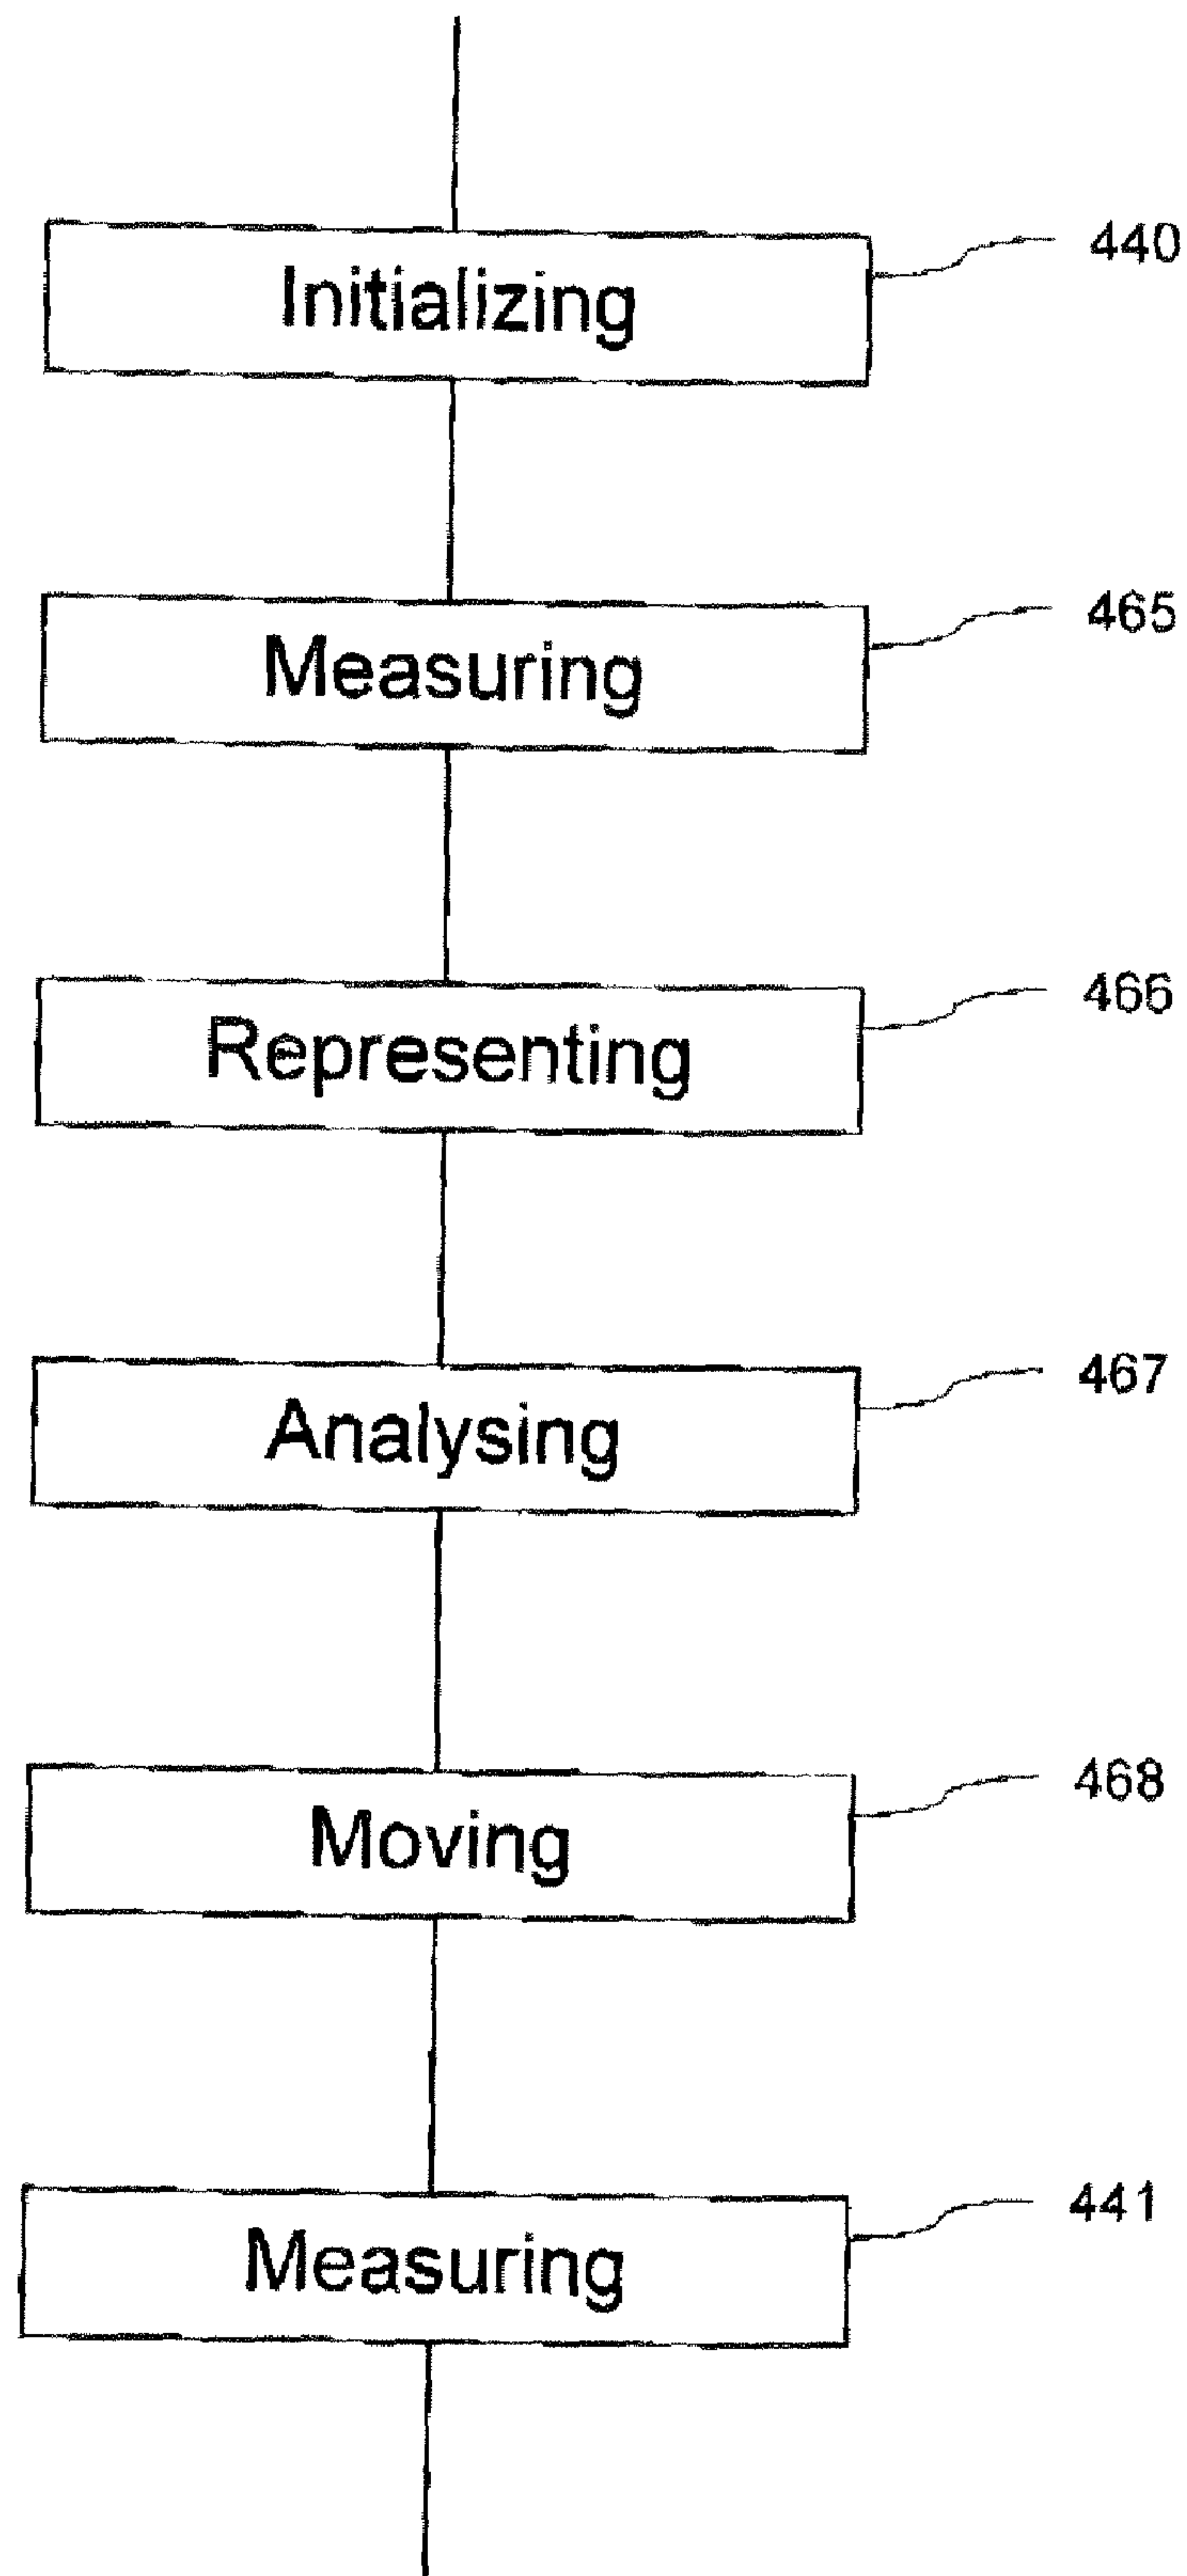 Initializing 440
Measuring 465
Representing 466
Analysing 467
Moving 468
Measuring 441